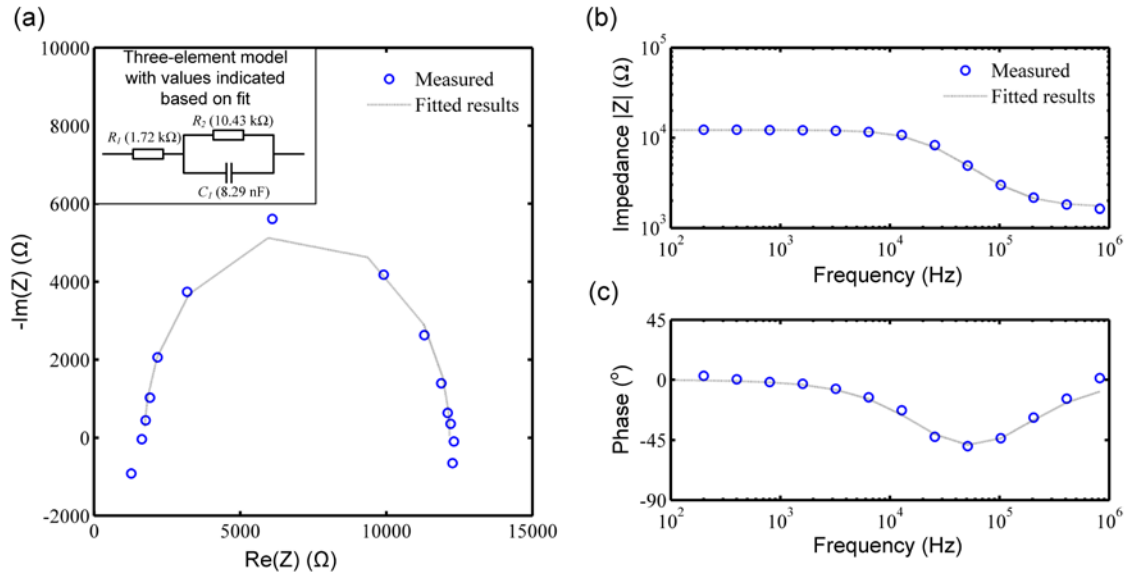 (a)
10000
8000
6000
4000
2000
0
-2000
-Im(Z) (Ω)
Three-element model
with values indicated
based on fit
R2 (10.43 kΩ)
R1 (1.72 kΩ)
C1 (8.29 nF)
Measured
Fitted results
0
5000
10000
15000
Re(Z) (Ω)
(b)
Impedance |Z| (Ω)
10^5
10^4
10^3
Measured
Fitted results
10^2
10^3
10^4
10^5
10^6
Frequency (Hz)
(c)
Phase (°)
45
0
-45
-90
10^2
10^3
10^4
10^5
10^6
Frequency (Hz)